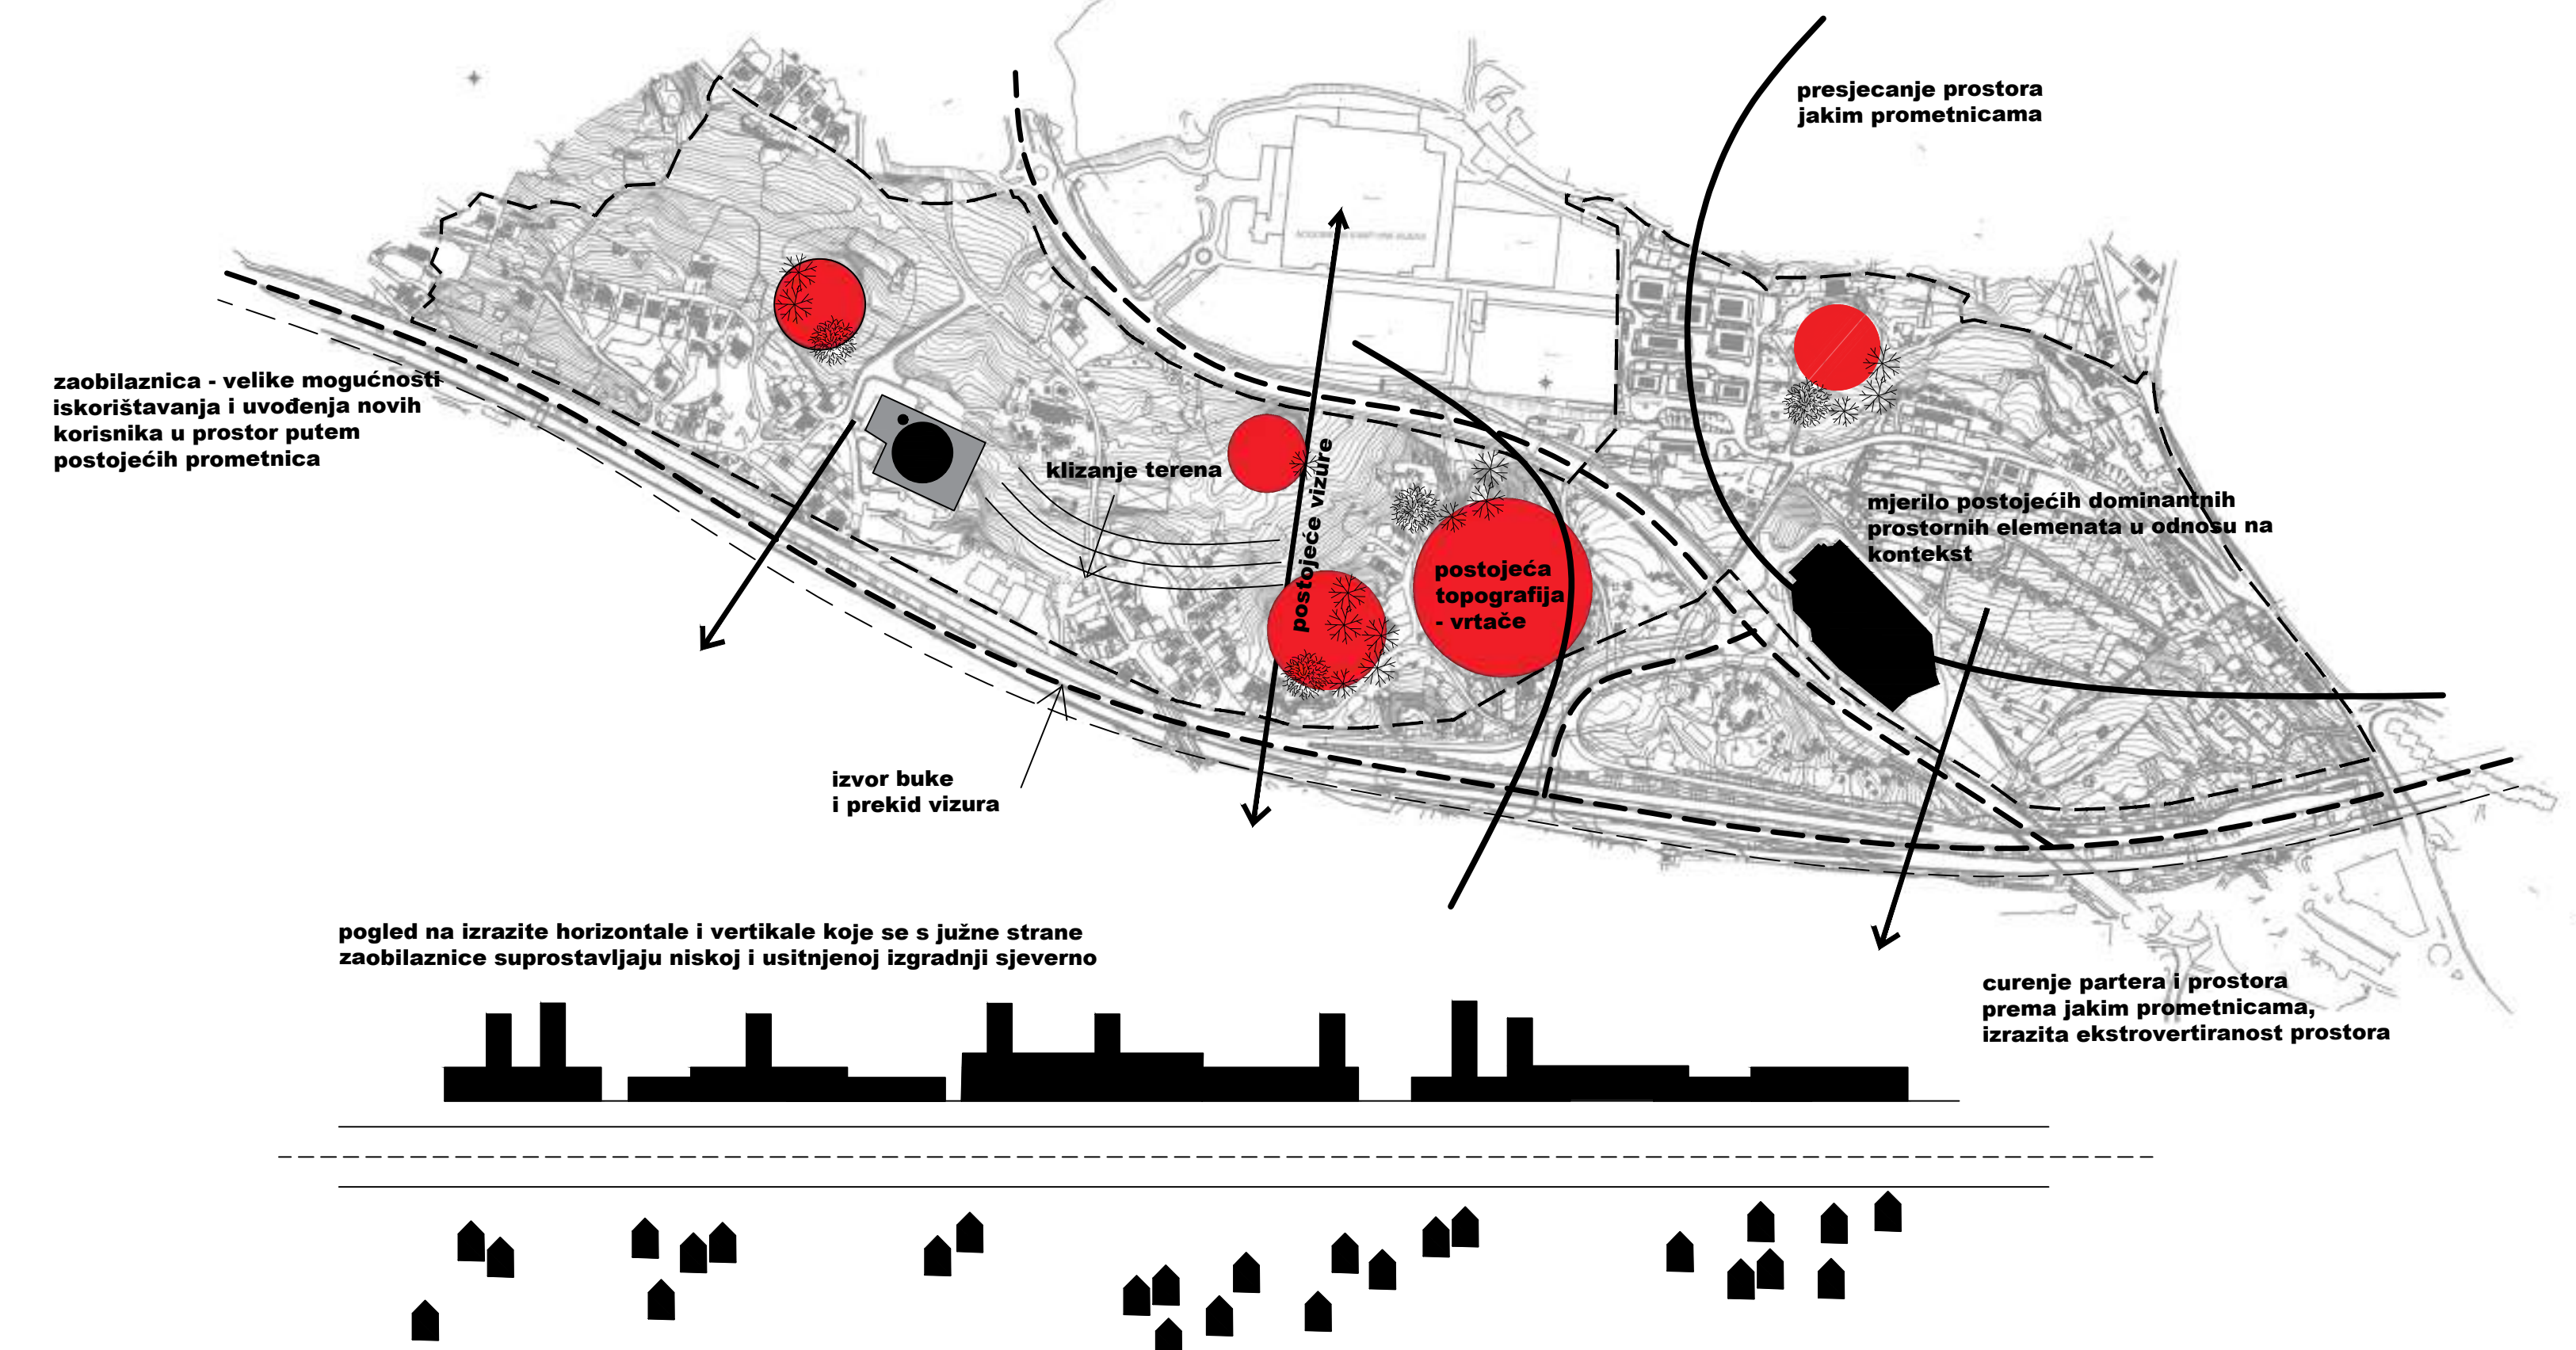 presjecanje prostora
jakim prometnicama
zaobilaznica - velike mogućnosti
iskorištavanja i uvođenja novih
korisnika u prostor putem
postojećih prometnica
klizanje terena
postojeće vizure
mjerilo postojećih dominantnih
prostornih elemenata u odnosu na
kontekst
postojeća
topografija
- vrtače
izvor buke
i prekid vizura
pogled na izrazite horizontale i vertikale koje se s južne strane
zaobilaznice suprostavljaju niskoj i usitnjenoj izgradnji sjeverno
curenje partera i prostora
prema jakim prometnicama,
izrazita ekstrovertiranost prostora